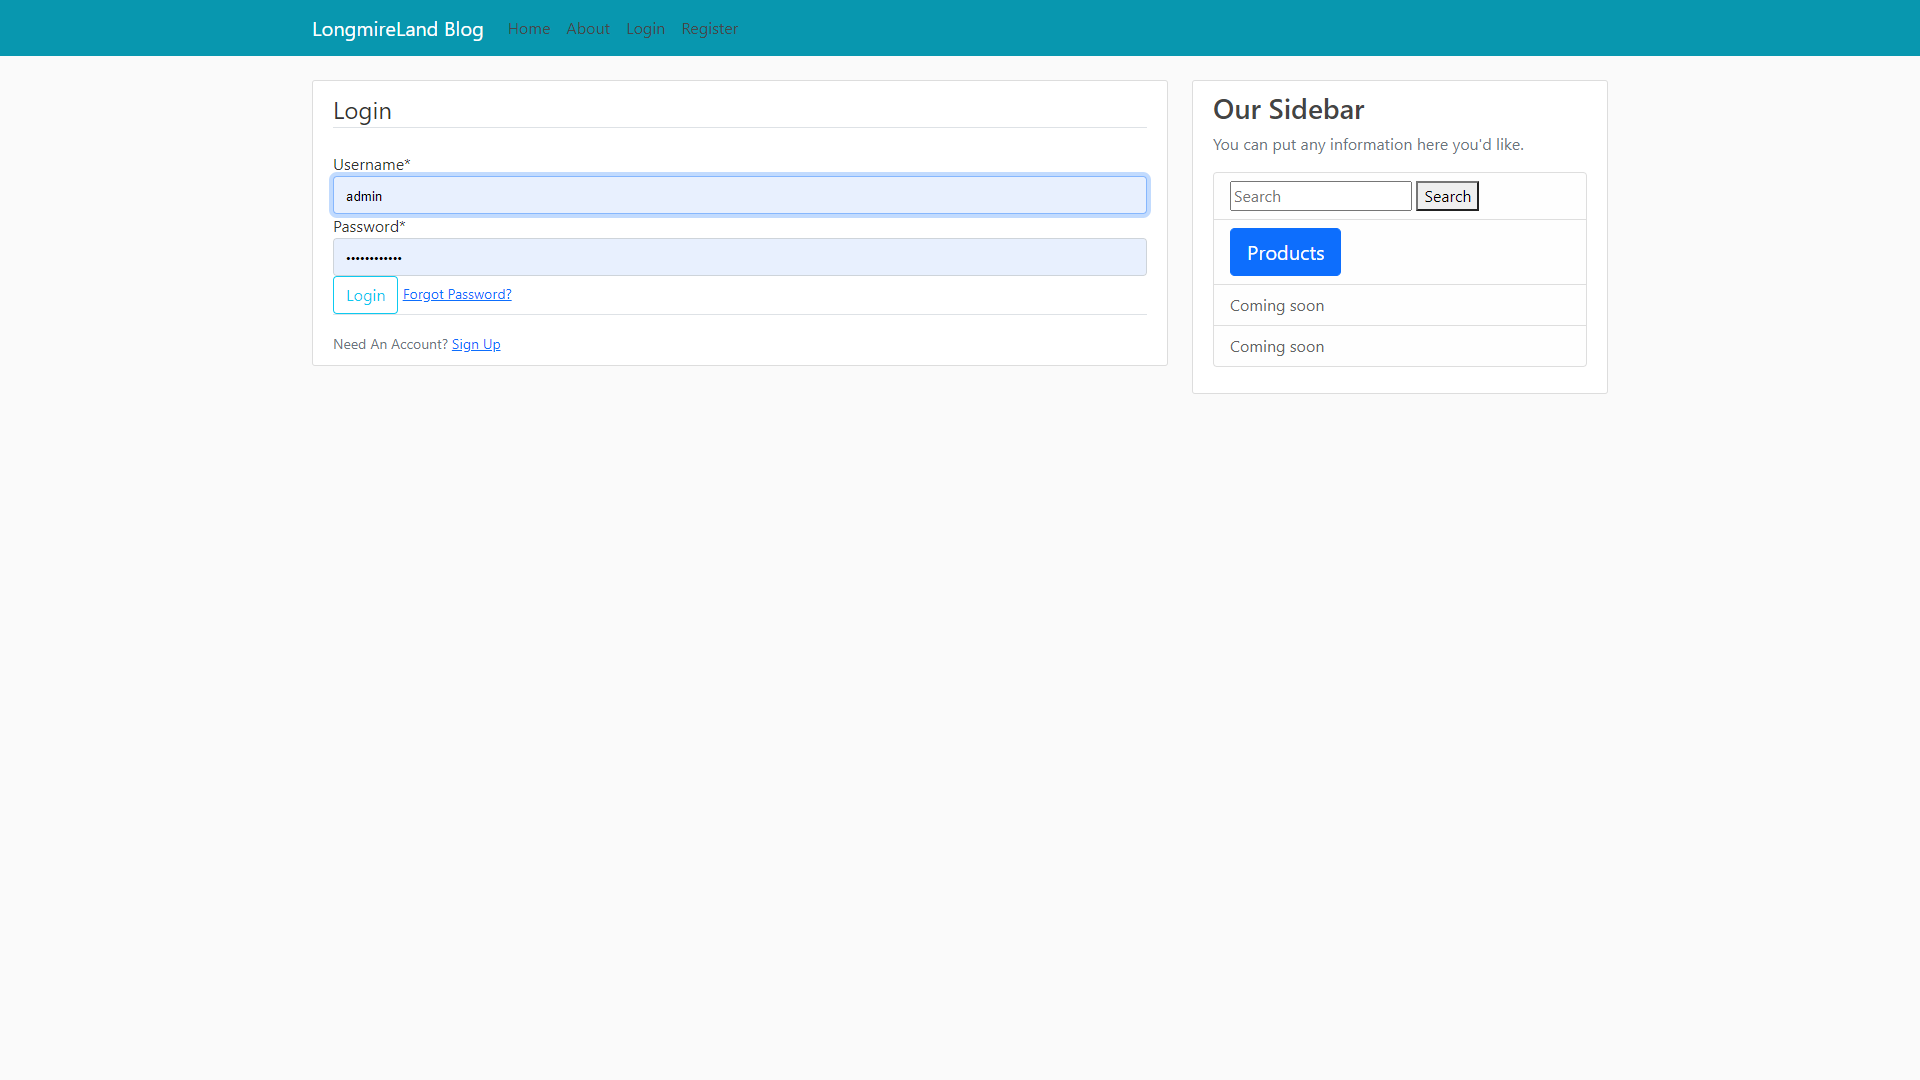 LongmireLand Blog Home About Login Register
Login
Username*
admin
Password*
••••••••••••
Login Forgot Password?
Need An Account? Sign Up
Our Sidebar
You can put any information here you'd like.
Search Search
Products
Coming soon
Coming soon